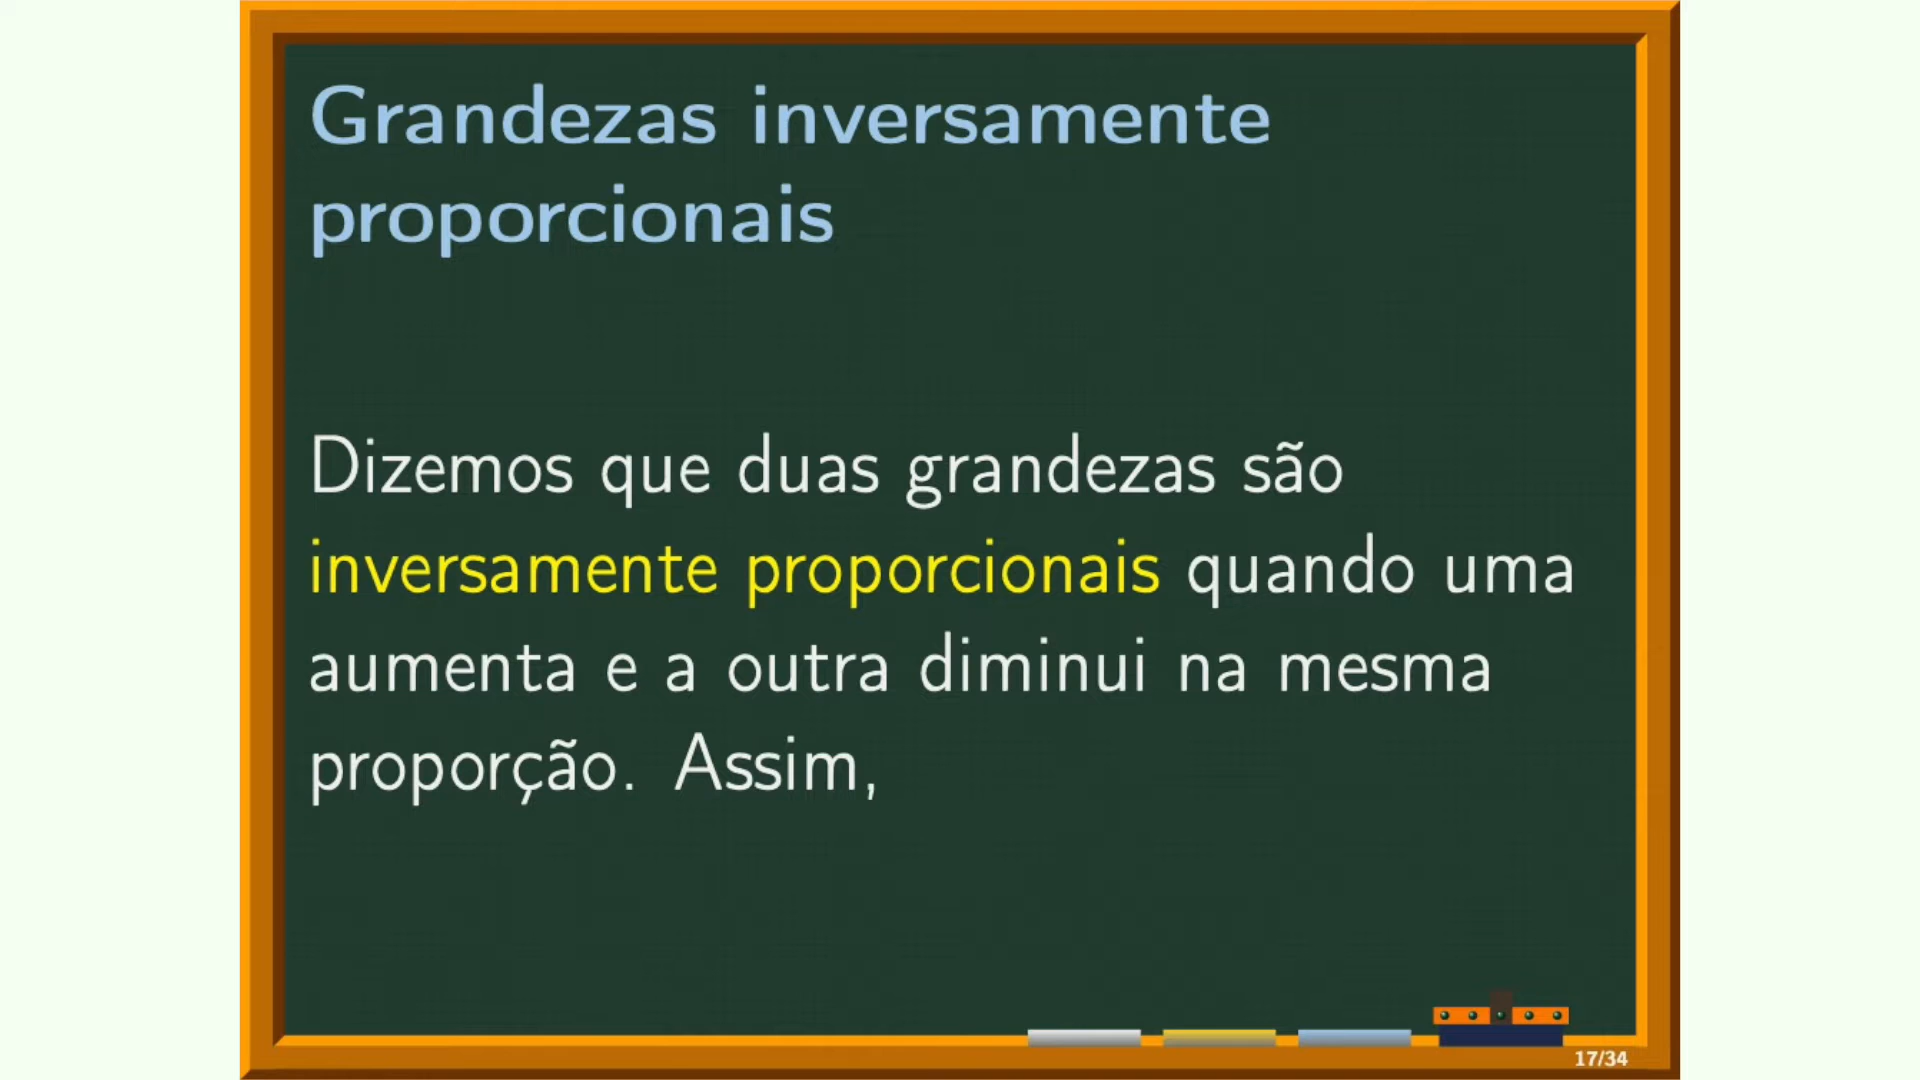 Grandezas inversamente
proporcionais
Dizemos que duas grandezas são
inversamente proporcionais quando uma
aumenta e a outra diminui na mesma
proporção. Assim,
17/34